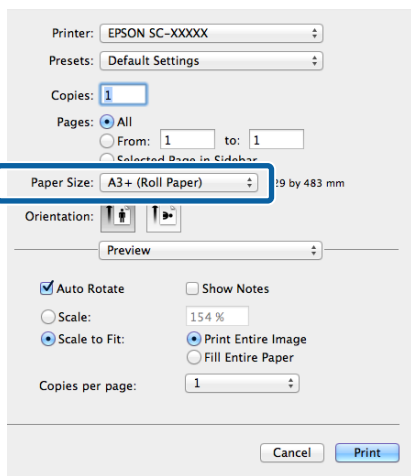 Printer: EPSON SC-XXXXX
Presets: Default Settings
Copies: 1
Pages: All
From: 1 to: 1
Selected Page in Sidebar
Paper Size: A3+ (Roll Paper) 29 by 483 mm
Orientation:
Preview
Auto Rotate Show Notes
Scale: 154 %
Scale to Fit: Print Entire Image
Fill Entire Paper
Copies per page: 1
Cancel Print